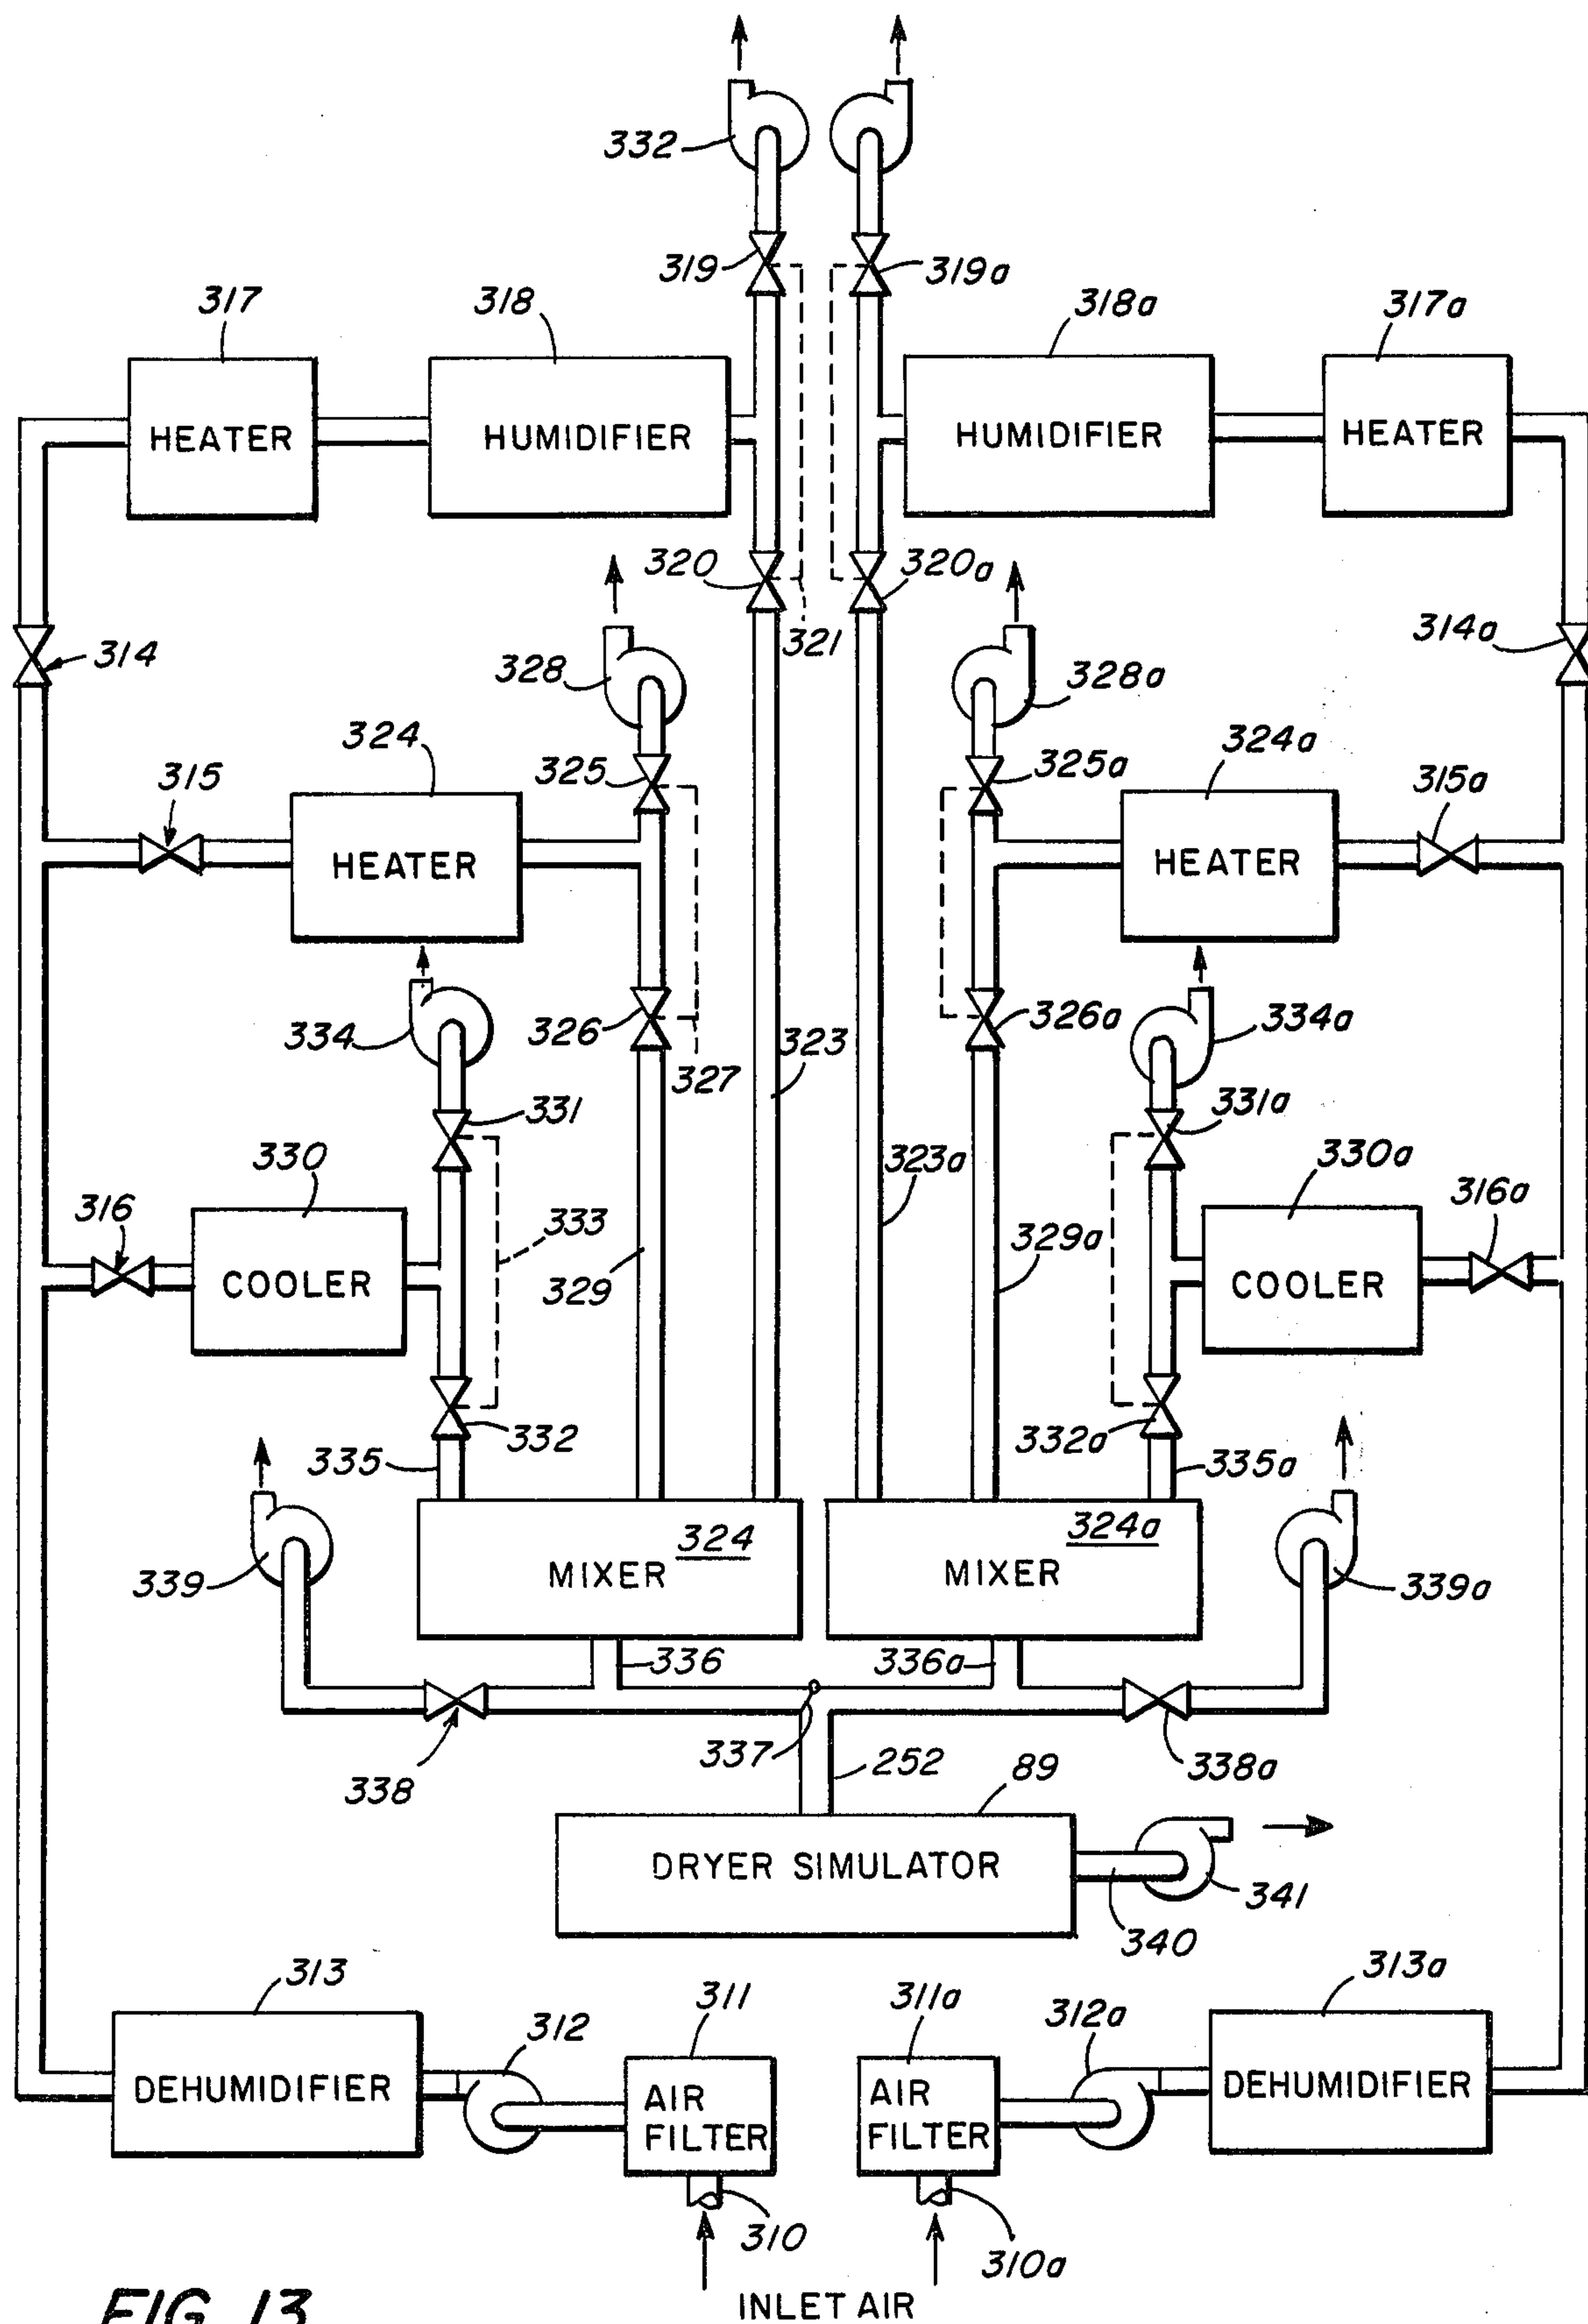 332
319 319a
317 318 318a 317a
HEATER HUMIDIFIER HUMIDIFIER HEATER
320 320a
321
314 314a
328 328a
324 324a
325 325a
315 315a
HEATER HEATER
326 326a
334 334a
323
327
331 331a
330 323a 330a
316 333 329a 316a
329
COOLER COOLER
332 332a
335 335a
324 324a
MIXER MIXER
339 339a
336 336a
337 252 89 338a
338
DRYER SIMULATOR
341
340
313 311 311a 313a
312 312a
DEHUMIDIFIER AIR FILTER AIR FILTER DEHUMIDIFIER
310 310a
INLET AIR
FIG. 13